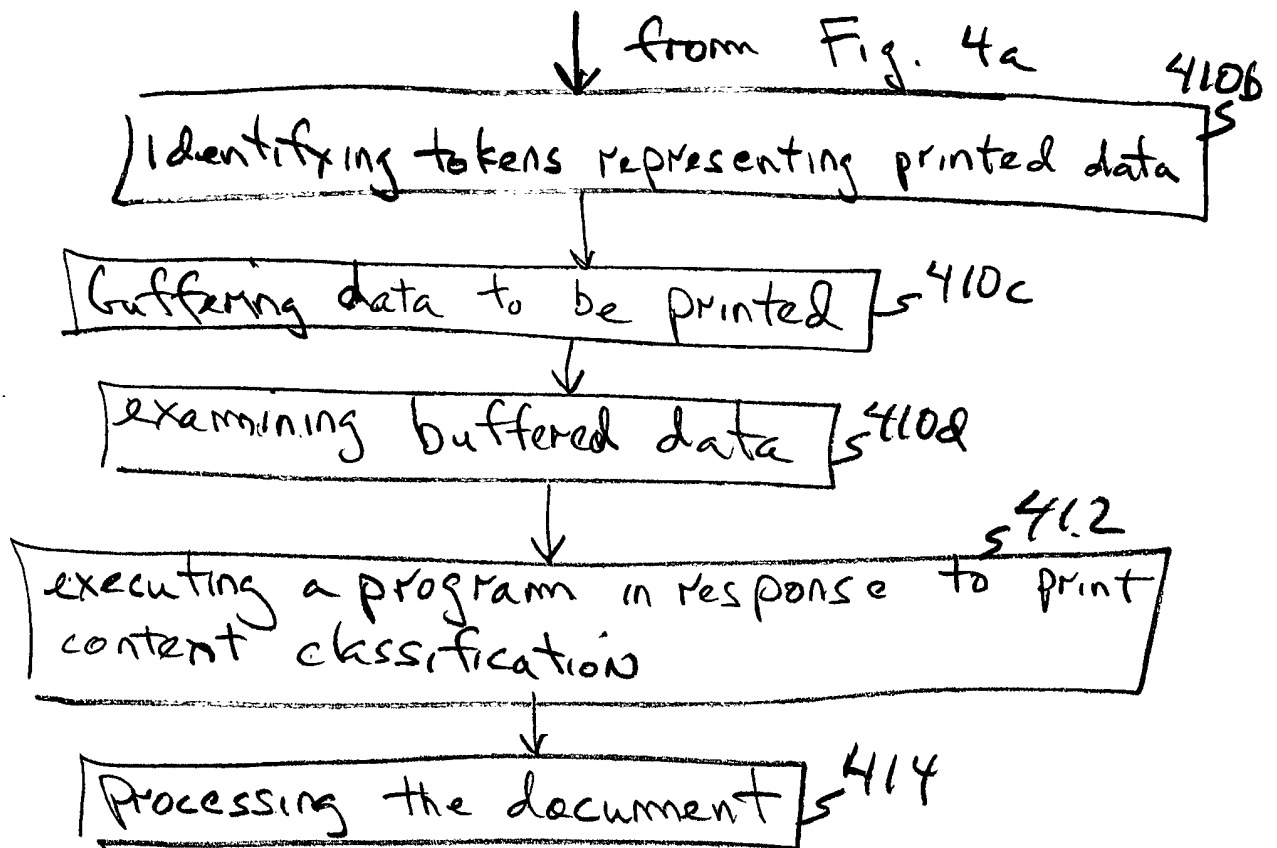 from Fig. 4a
410b
Identifying tokens representing printed data
buffering data to be printed
410c
examining buffered data
410d
412
executing a program in response to print
content classification
processing the document
414